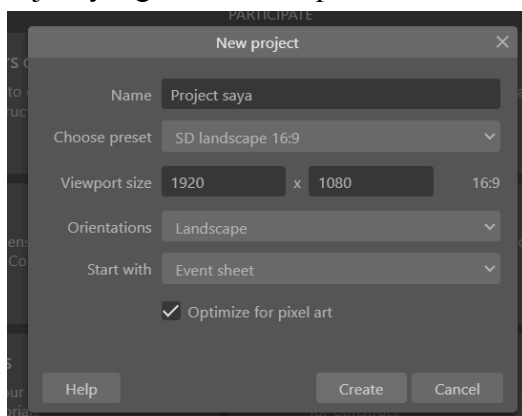 PARTICIPATE
New project
Name Project saya
Choose preset SD landscape 16:9
Viewport size 1920 x 1080 16:9
Orientations Landscape
Start with Event sheet
Optimize for pixel art
Help Create Cancel